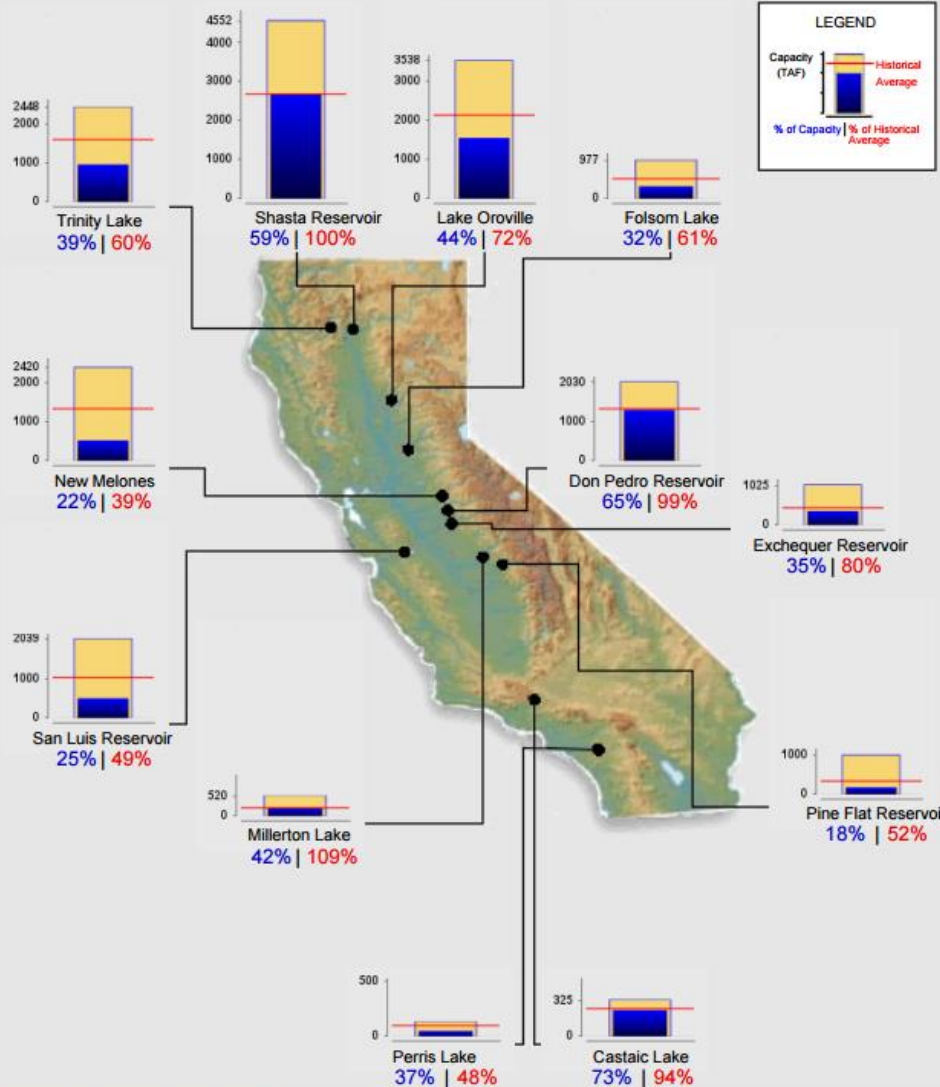 LEGEND
Capacity
(TAF)
Historical
Average
% of Capacity | % of Historical
Average
4552
4000
3000
2000
1000
0
Shasta Reservoir
59% | 100%
3538
3000
2000
1000
0
Lake Oroville
44% | 72%
2448
2000
1000
0
Trinity Lake
39% | 60%
977
0
Folsom Lake
32% | 61%
2420
2000
1000
0
New Melones
22% | 39%
2030
1000
0
Don Pedro Reservoir
65% | 99%
1025
0
Exchequer Reservoir
35% | 80%
2039
1000
0
San Luis Reservoir
25% | 49%
520
0
Millerton Lake
42% | 109%
1000
0
Pine Flat Reservoi
18% | 52%
500
0
Perris Lake
37% | 48%
325
0
Castaic Lake
73% | 94%